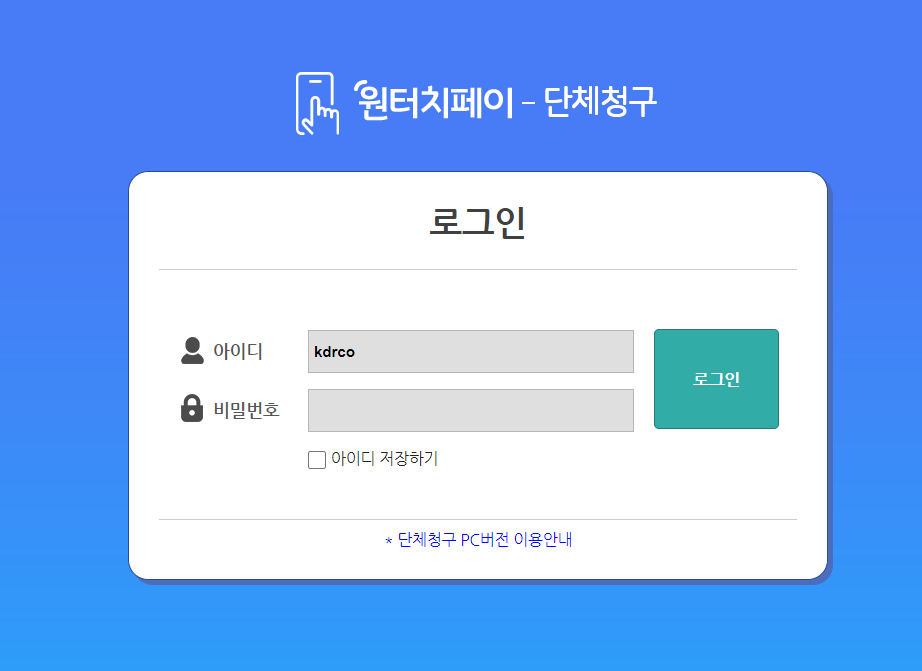 원터치페이 - 단체청구
로그인
아이디
kdrco
로그인
비밀번호
아이디 저장하기
* 단체청구 PC버전 이용안내